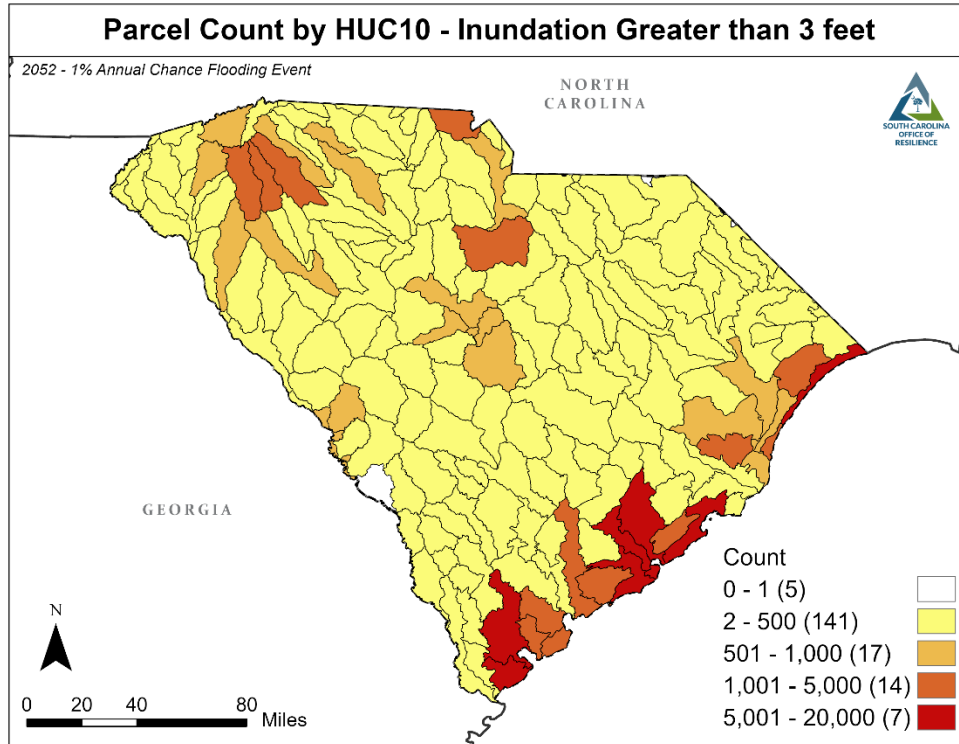 Parcel Count by HUC10 - Inundation Greater than 3 feet
2052 - 1% Annual Chance Flooding Event
NORTH
CAROLINA
SOUTH CAROLINA
OFFICE OF
RESILIENCE
GEORGIA
Count
0 - 1 (5)
2 - 500 (141)
501 - 1,000 (17)
1,001 - 5,000 (14)
5,001 - 20,000 (7)
N
0 20 40 80
Miles